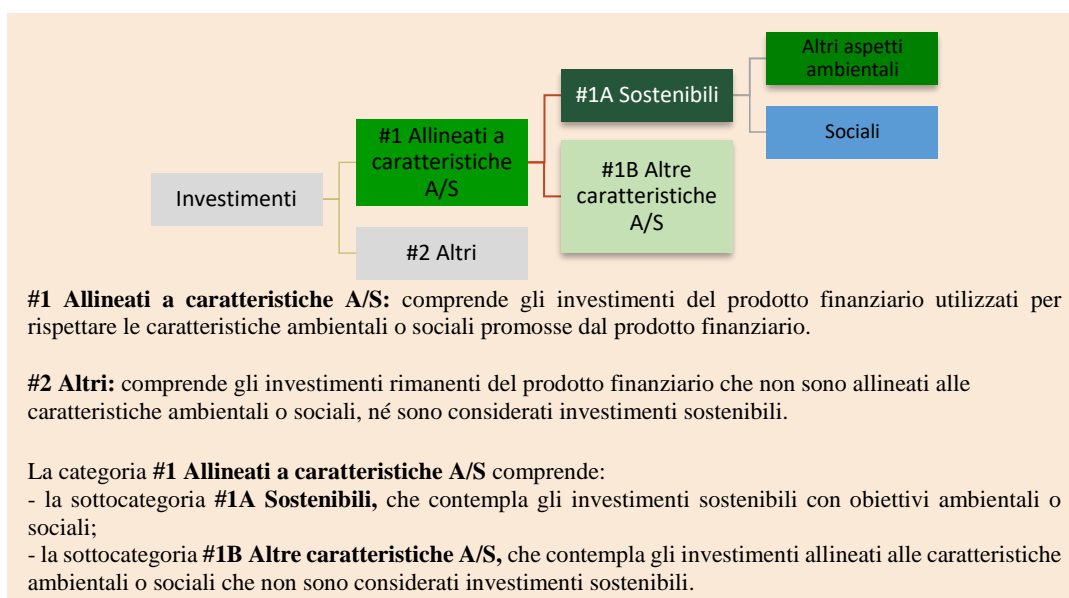 Altri aspetti
ambientali
#1A Sostenibili
#1 Allineati a
caratteristiche
A/S
Sociali
#1B Altre
caratteristiche
A/S
Investimenti
#2 Altri
#1 Allineati a caratteristiche A/S: comprende gli investimenti del prodotto finanziario utilizzati per
rispettare le caratteristiche ambientali o sociali promosse dal prodotto finanziario.
#2 Altri: comprende gli investimenti rimanenti del prodotto finanziario che non sono allineati alle
caratteristiche ambientali o sociali, né sono considerati investimenti sostenibili.
La categoria #1 Allineati a caratteristiche A/S comprende:
- la sottocategoria #1A Sostenibili, che contempla gli investimenti sostenibili con obiettivi ambientali o
sociali;
- la sottocategoria #1B Altre caratteristiche A/S, che contempla gli investimenti allineati alle caratteristiche
ambientali o sociali che non sono considerati investimenti sostenibili.